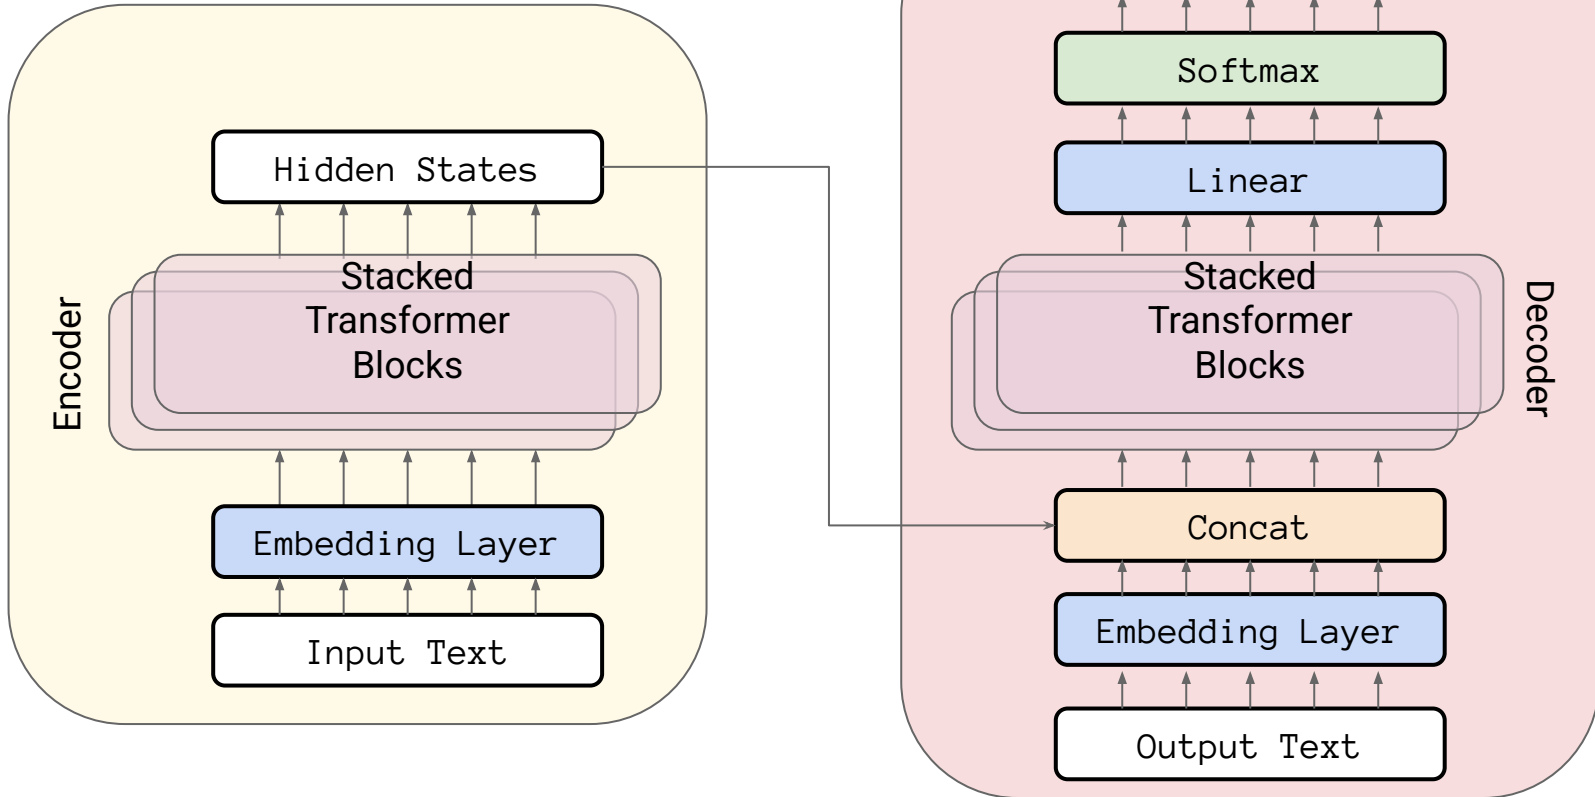 Hidden States
Stacked
Transformer
Blocks
Encoder
Embedding Layer
Input Text
Softmax
Linear
Stacked
Transformer
Blocks
Decoder
Concat
Embedding Layer
Output Text